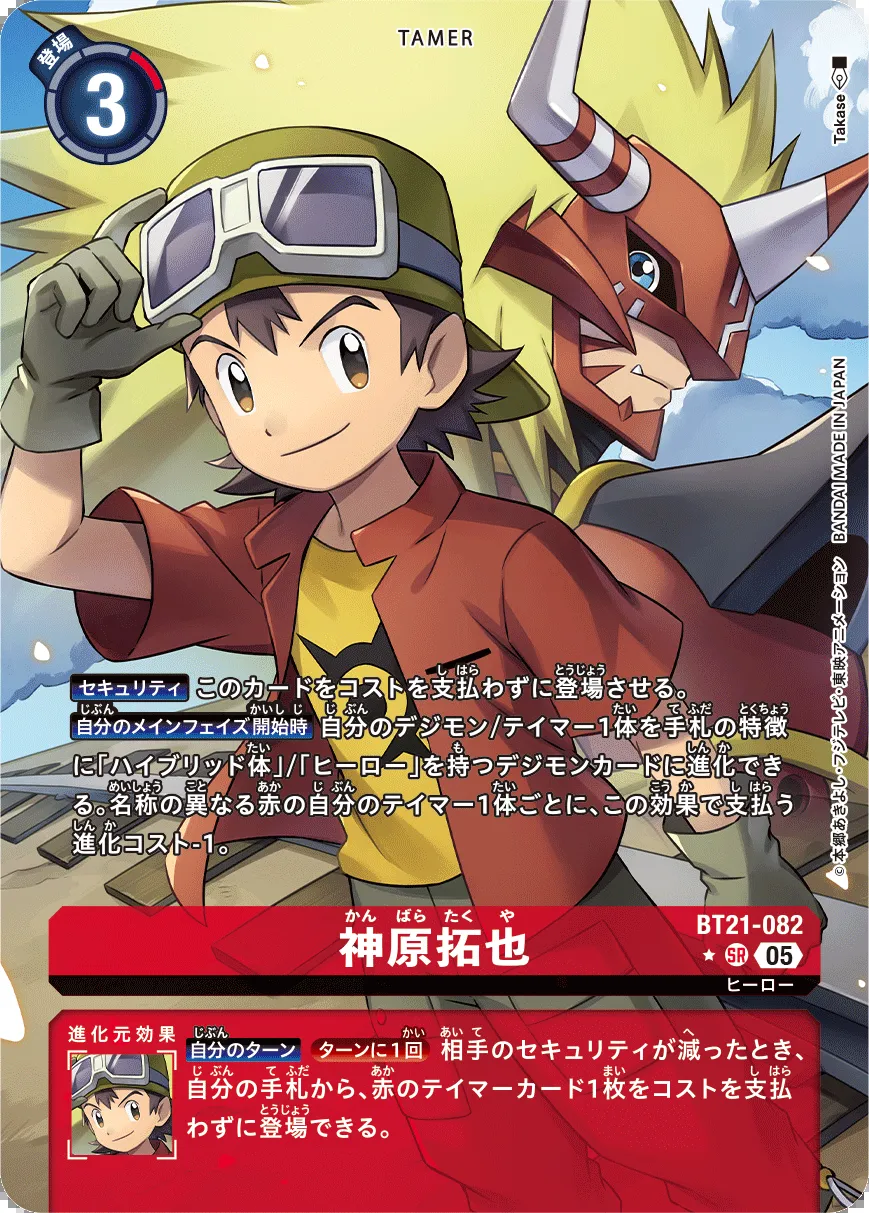 登場
3
TAMER
Takase
セキュリティ このカードをコストを支払わずに登場させる。
自分のメインフェイズ開始時 自分のデジモン/テイマー1体を手札の特徴
に「ハイブリッド体」/「ヒーロー」を持つデジモンカードに進化でき
る。名称の異なる赤の自分のテイマー1体ごとに、この効果で支払う
進化コスト-1。
©本郷あきよし・フジテレビ・東映アニメーション BANDAI MADE IN JAPAN
かんばらたくや
神原拓也
BT21-082
SR 05
ヒーロー
進化元効果
自分のターン ターンに1回 相手のセキュリティが減ったとき、
自分の手札から、赤のテイマーカード1枚をコストを支払
わずに登場できる。